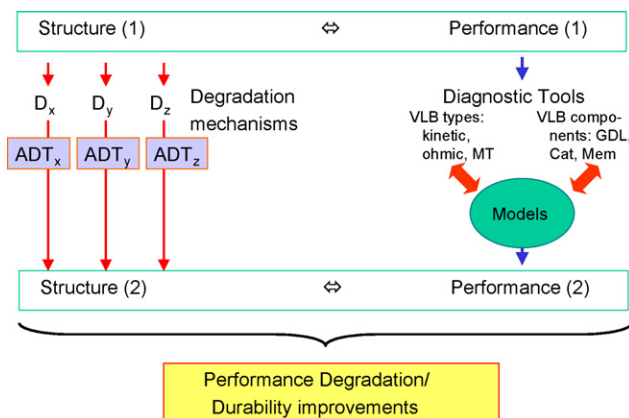 Structure (1) ⇔ Performance (1)
Dx Dy Dz Degradation
mechanisms
ADTx ADTy ADTz
Diagnostic Tools
VLB types:
kinetic,
ohmic, MT
VLB compo-
nents: GDL,
Cat, Mem
Models
Structure (2) ⇔ Performance (2)
Performance Degradation/
Durability improvements